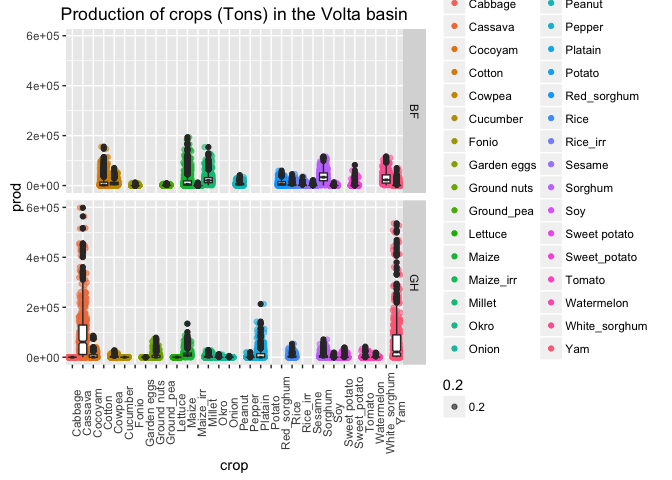 Production of crops (Tons) in the Volta basin
prod
6e+05
4e+05
2e+05
0e+00
BF
6e+05
4e+05
2e+05
0e+00
GH
Cabbage
Cassava
Cocoyam
Cotton
Cowpea
Cucumber
Fonio
Garden eggs
Ground nuts
Ground_pea
Lettuce
Maize
Maize_irr
Millet
Okro
Onion
Peanut
Pepper
Platain
Potato
Red_sorghum
Rice
Rice_irr
Sesame
Sorghum
Soy
Sweet potato
Sweet_potato
Tomato
Watermelon
White_sorghum
Yam
crop
Cabbage
Cassava
Cocoyam
Cotton
Cowpea
Cucumber
Fonio
Garden eggs
Ground nuts
Ground_pea
Lettuce
Maize
Maize_irr
Millet
Okro
Onion
Peanut
Pepper
Platain
Potato
Red_sorghum
Rice
Rice_irr
Sesame
Sorghum
Soy
Sweet potato
Sweet_potato
Tomato
Watermelon
White_sorghum
Yam
0.2
0.2